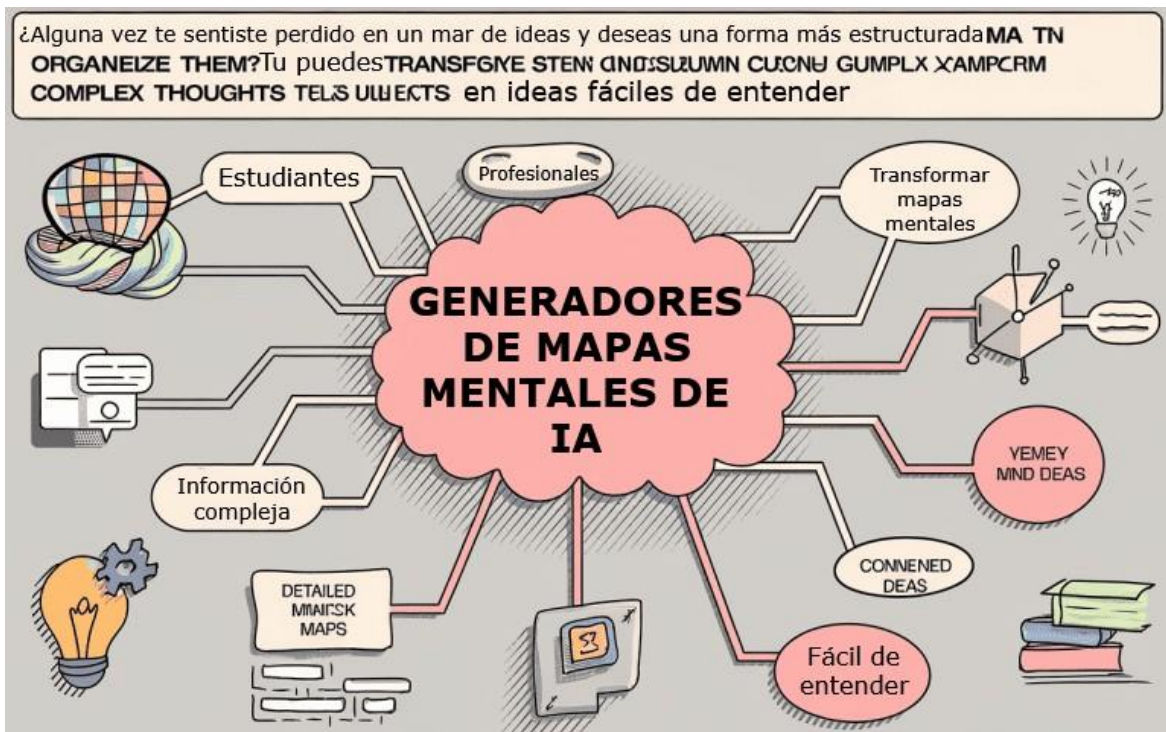 ¿Alguna vez te sentiste perdido en un mar de ideas y deseas una forma más estructurada MA TN
ORGANEIZE THEM? Tu puedes
COMPLEX THOUGHTS en ideas fáciles de entender
Estudiantes
Profesionales
Transformar
mapas
mentales
GENERADORES
DE MAPAS
MENTALES DE
IA
YEMEY
MND DEAS
Información
compleja
CONNENED
DEAS
DETAILED
MAPS
Fácil de
entender